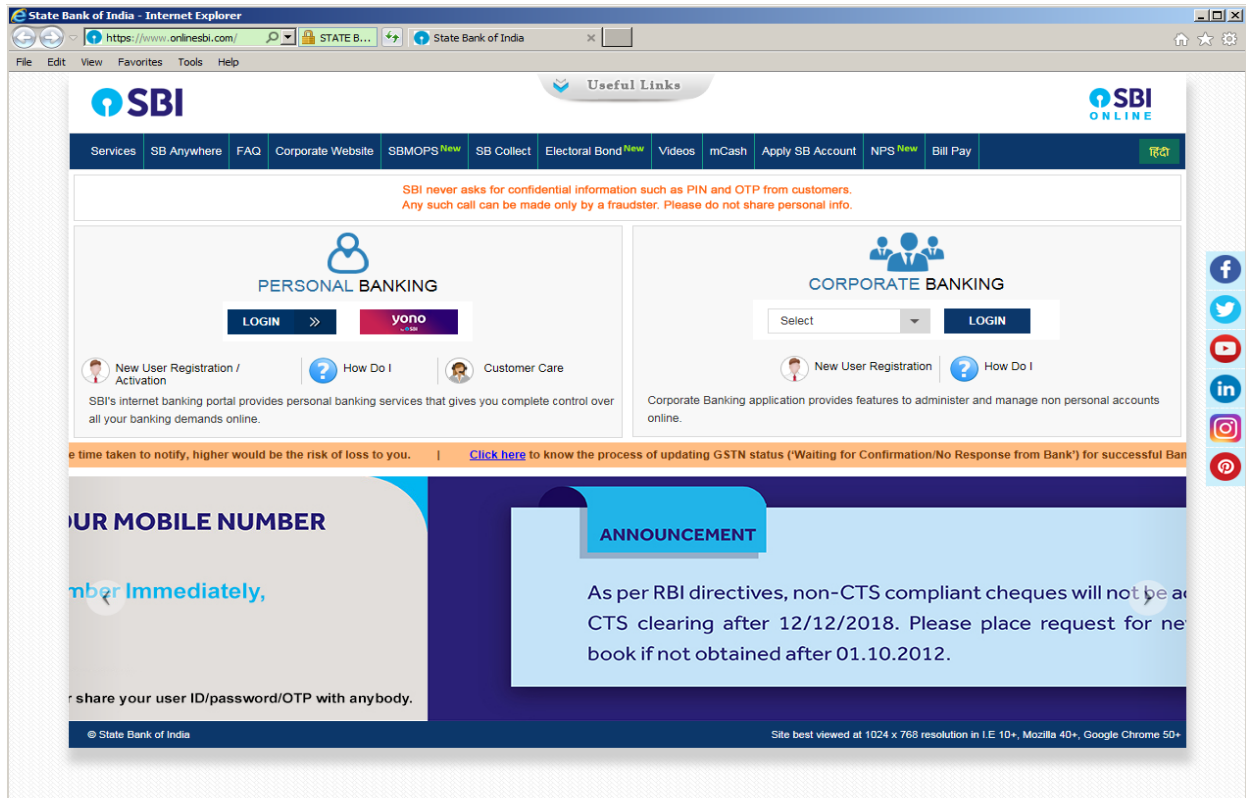 State Bank of India - Internet Explorer
https://www.onlinesbi.com/ STATE B... State Bank of India
File Edit View Favorites Tools Help
Useful Links
SBI
SBI
ONLINE
Services SB Anywhere FAQ Corporate Website SBMOPS New SB Collect Electoral Bond New Videos mCash Apply SB Account NPS New Bill Pay हिंदी
SBI never asks for confidential information such as PIN and OTP from customers.
Any such call can be made only by a fraudster. Please do not share personal info.
PERSONAL BANKING
LOGIN yono
SBI
New User Registration /
Activation
How Do I
Customer Care
SBI's internet banking portal provides personal banking services that gives you complete control over
all your banking demands online.
CORPORATE BANKING
Select LOGIN
New User Registration How Do I
Corporate Banking application provides features to administer and manage non personal accounts
online.
e time taken to notify, higher would be the risk of loss to you. | Click here to know the process of updating GSTN status ('Waiting for Confirmation/No Response from Bank') for successful Ban
OUR MOBILE NUMBER
mber Immediately,
r share your user ID/password/OTP with anybody.
ANNOUNCEMENT
As per RBI directives, non-CTS compliant cheques will not be a
CTS clearing after 12/12/2018. Please place request for ne
book if not obtained after 01.10.2012.
© State Bank of India Site best viewed at 1024 x 768 resolution in I.E 10+, Mozilla 40+, Google Chrome 50+